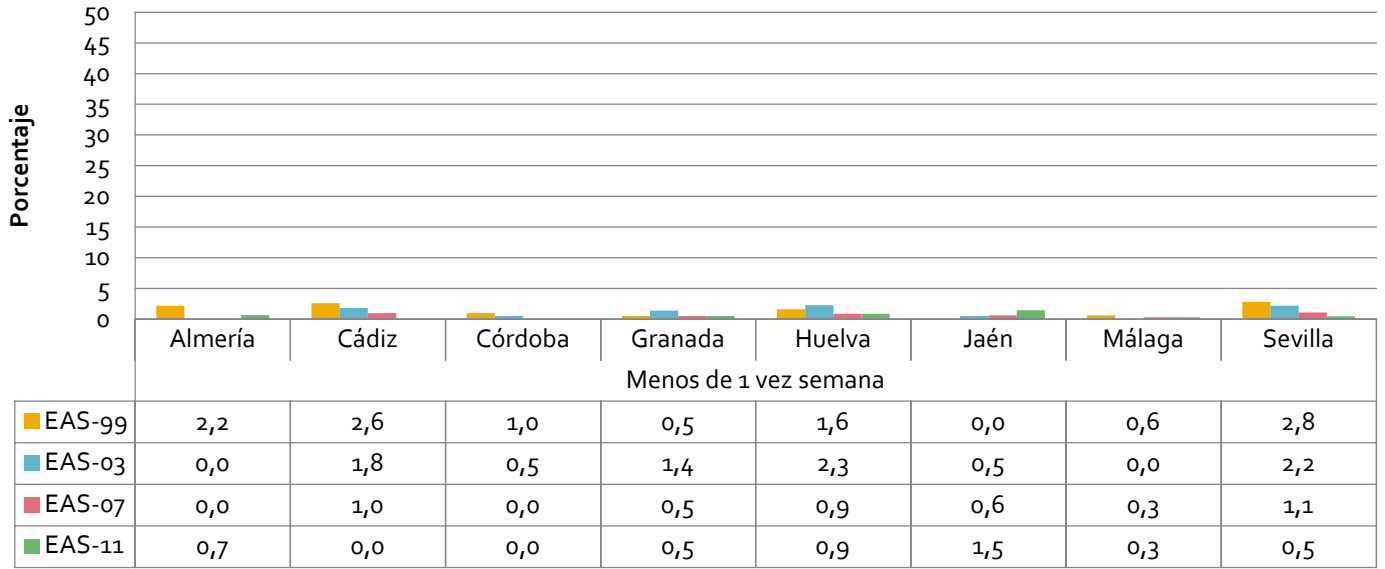 Porcentaje
50
45
40
35
30
25
20
15
10
5
0
Almería Cádiz Córdoba Granada Huelva Jaén Málaga Sevilla
Menos de 1 vez semana
EAS-99 2,2 2,6 1,0 0,5 1,6 0,0 0,6 2,8
EAS-03 0,0 1,8 0,5 1,4 2,3 0,5 0,0 2,2
EAS-07 0,0 1,0 0,0 0,5 0,9 0,6 0,3 1,1
EAS-11 0,7 0,0 0,0 0,5 0,9 1,5 0,3 0,5